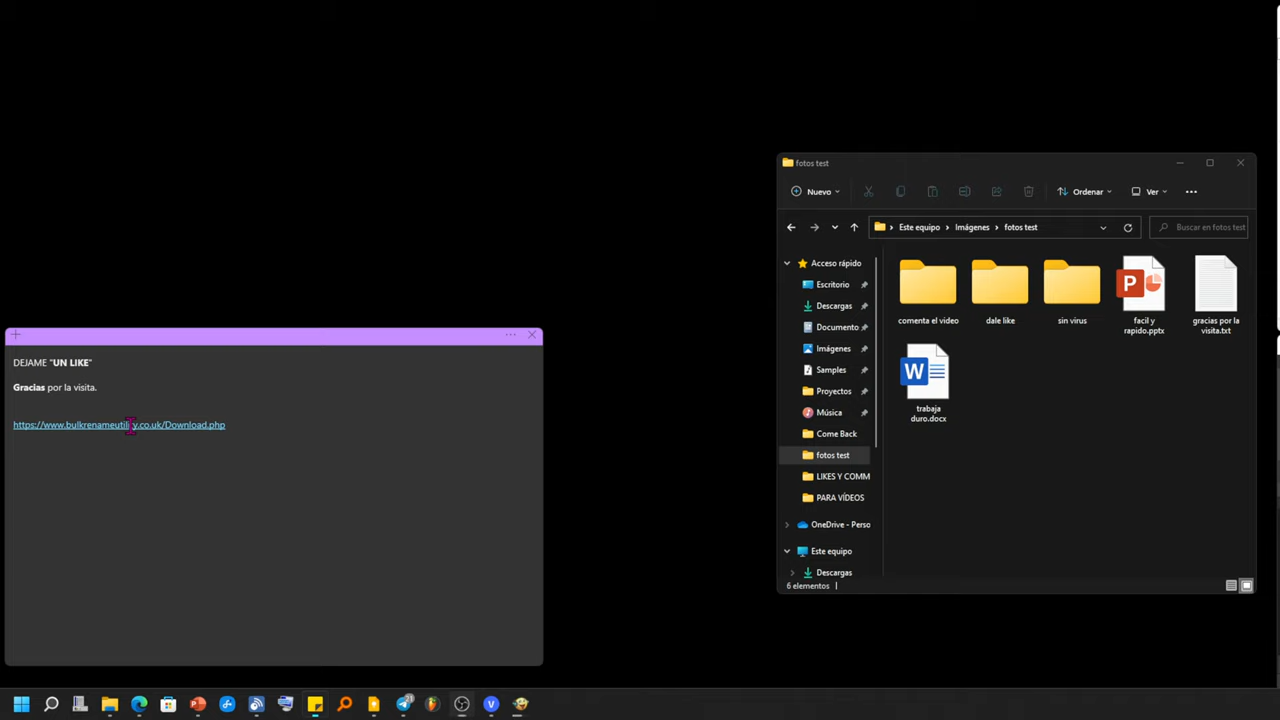 DEJAME "UN LIKE"
Gracias por la visita.
https://www.bulkrenameutility.co.uk/Download.php
fotos test
Nuevo
Ordenar
Ver
Este equipo > Imágenes > fotos test
Buscar en fotos test
Acceso rápido
Escritorio
Descargas
Documento
Imágenes
Samples
Proyectos
Música
Come Back
fotos test
LIKES Y COMM
PARA VÍDEOS
OneDrive - Perso
Este equipo
Descargas
comenta el video
dale like
sin virus
facil y
rapido.pptx
gracias por la
visita.txt
trabaja
duro.docx
6 elementos
21